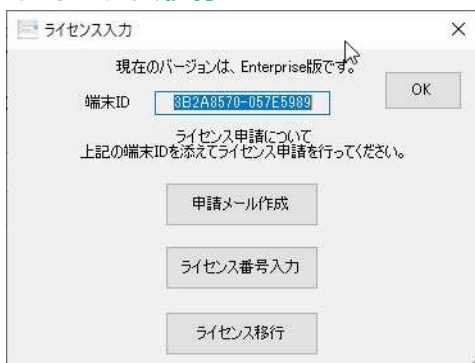 ライセンス入力
現在のバージョンは、Enterprise版です。
OK
端末ID
3B2A8570-057E5989
ライセンス申請について
上記の端末IDを添えてライセンス申請を行ってください。
申請メール作成
ライセンス番号入力
ライセンス移行